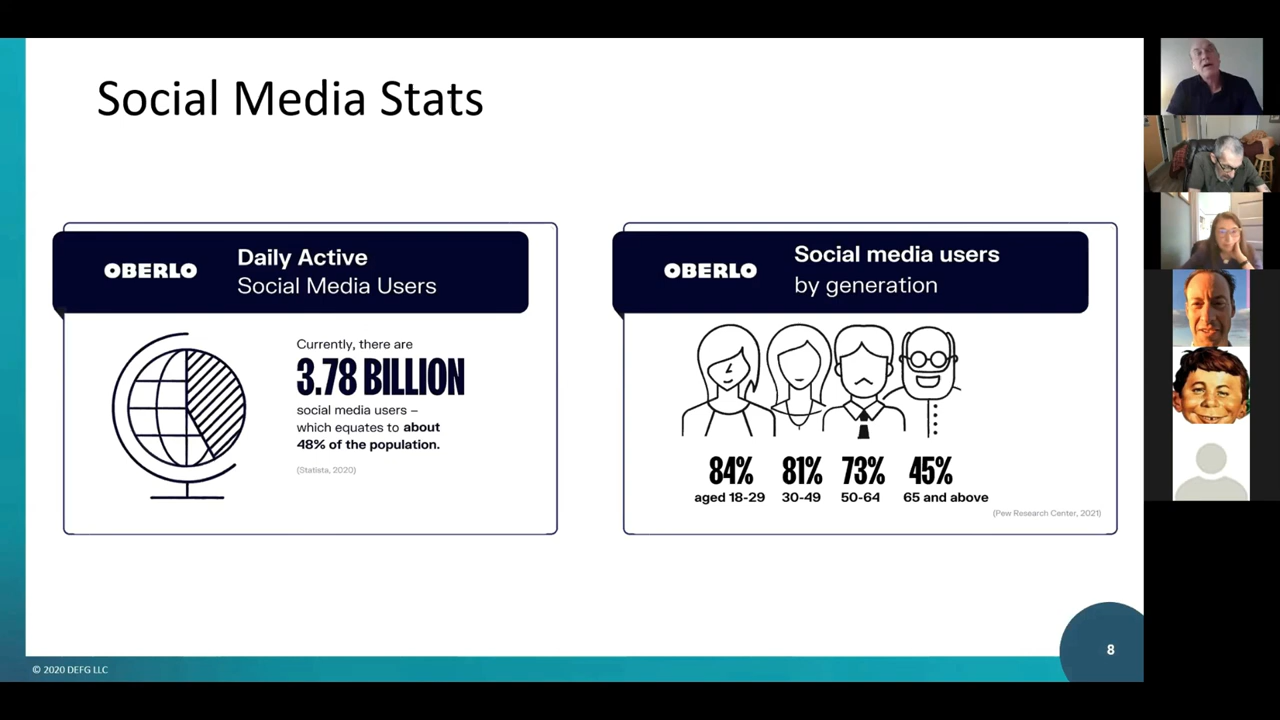 Social Media Stats
OBERLO
Daily Active
Social Media Users
Currently, there are
3.78 BILLION
social media users –
which equates to about
48% of the population.
(Statista, 2020)
OBERLO
Social media users
by generation
84% 81% 73% 45%
aged 18-29 30-49 50-64 65 and above
(Pew Research Center, 2021)
8
© 2020 DEFG LLC